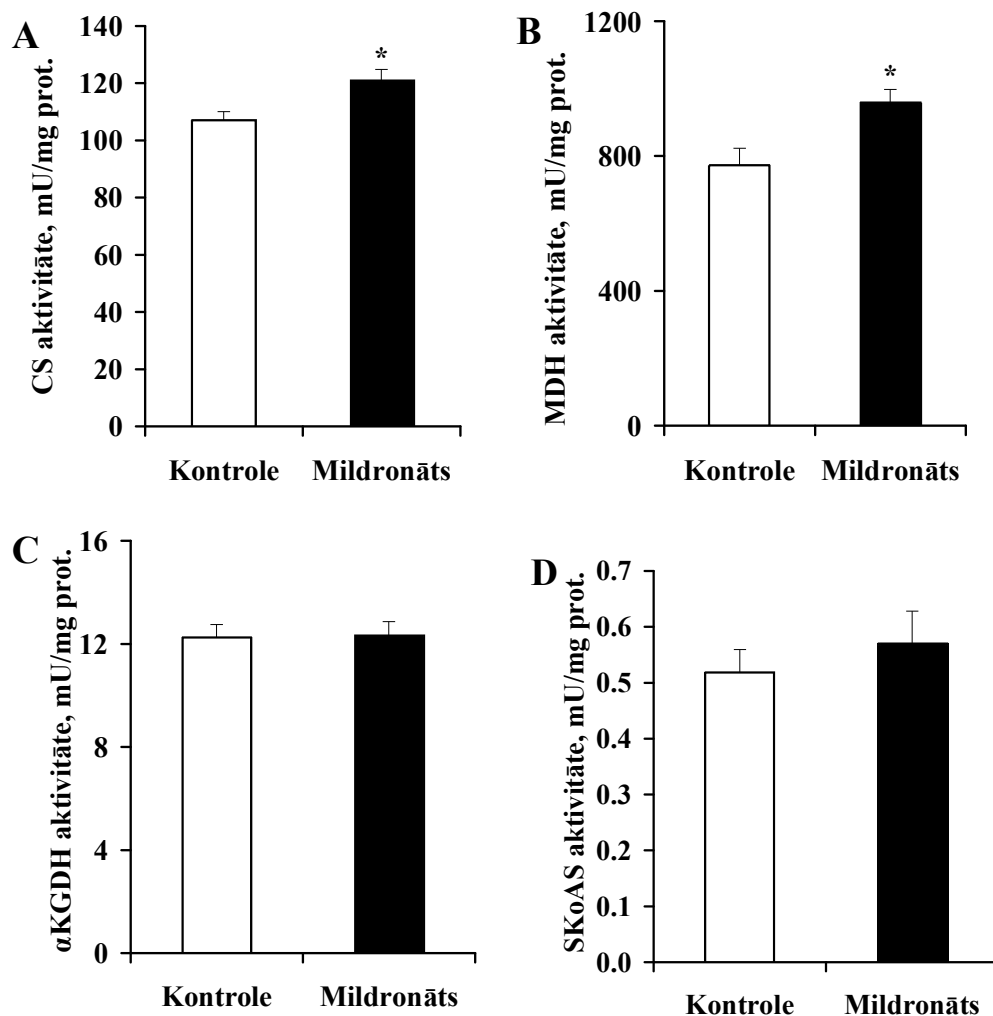 A
CS aktivitāte, mU/mg prot.
140
120
100
80
60
40
20
0
*
Kontrole Mildronāts
B
MDH aktivitāte, mU/mg prot.
1200
800
400
0
*
Kontrole Mildronāts
C
αKGDH aktivitāte, mU/mg prot.
16
12
8
4
0
Kontrole Mildronāts
D
SKoAS aktivitāte, mU/mg prot.
0.7
0.6
0.5
0.4
0.3
0.2
0.1
0.0
Kontrole Mildronāts